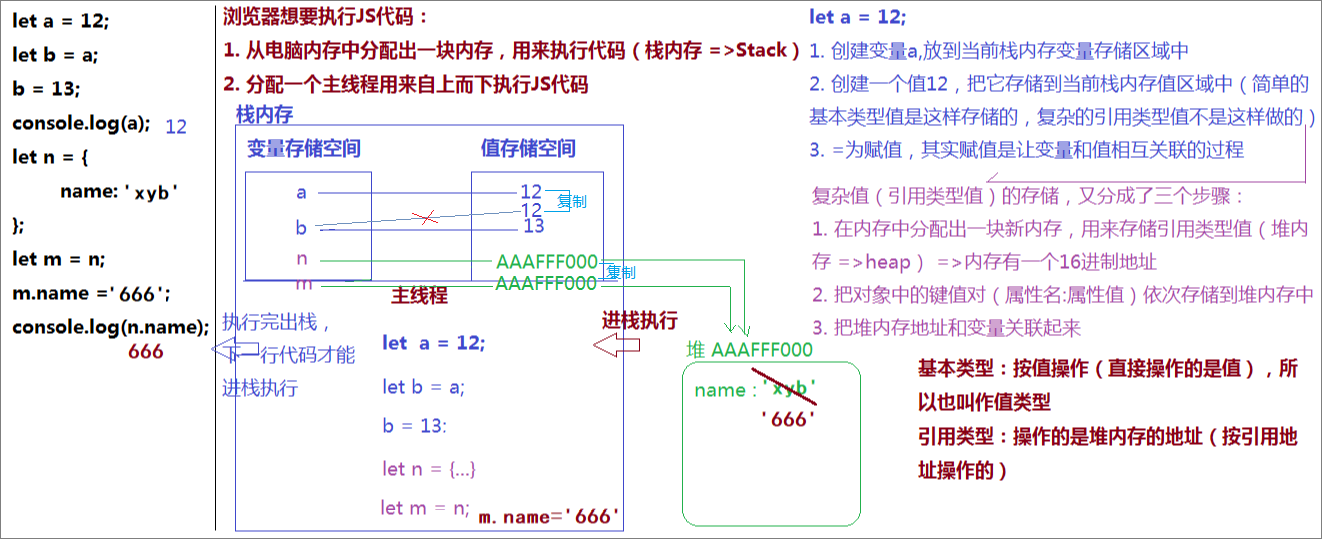 let a = 12;
let b = a;
b = 13;
console.log(a);  12
let n = {
name: 'xyb'
};
let m = n;
m.name ='666';
console.log(n.name);
666
浏览器想要执行JS代码：
1. 从电脑内存中分配出一块内存，用来执行代码（栈内存 =>Stack）
2. 分配一个主线程用来自上而下执行JS代码
栈内存
变量存储空间
值存储空间
a
12
复制
12
b
13
n
AAAFFF000
复制
m
AAAFFF000
主线程
执行完出栈，
下一行代码才能
进栈执行
进栈执行
let  a = 12;
let b = a;
b = 13:
let n = {...}
let m = n;
m.name='666'
堆 AAAFFF000
name : 'xyb'
'666'
let a = 12;
1. 创建变量a,放到当前栈内存变量存储区域中
2. 创建一个值12，把它存储到当前栈内存值区域中（简单的
基本类型值是这样存储的，复杂的引用类型值不是这样做的）
3. =为赋值，其实赋值是让变量和值相互关联的过程
复杂值（引用类型值）的存储，又分成了三个步骤：
1. 在内存中分配出一块新内存，用来存储引用类型值（堆内
存 =>heap） =>内存有一个16进制地址
2. 把对象中的键值对（属性名:属性值）依次存储到堆内存中
3. 把堆内存地址和变量关联起来
基本类型：按值操作（直接操作的是值），所
以也叫作值类型
引用类型：操作的是堆内存的地址（按引用地
址操作的）